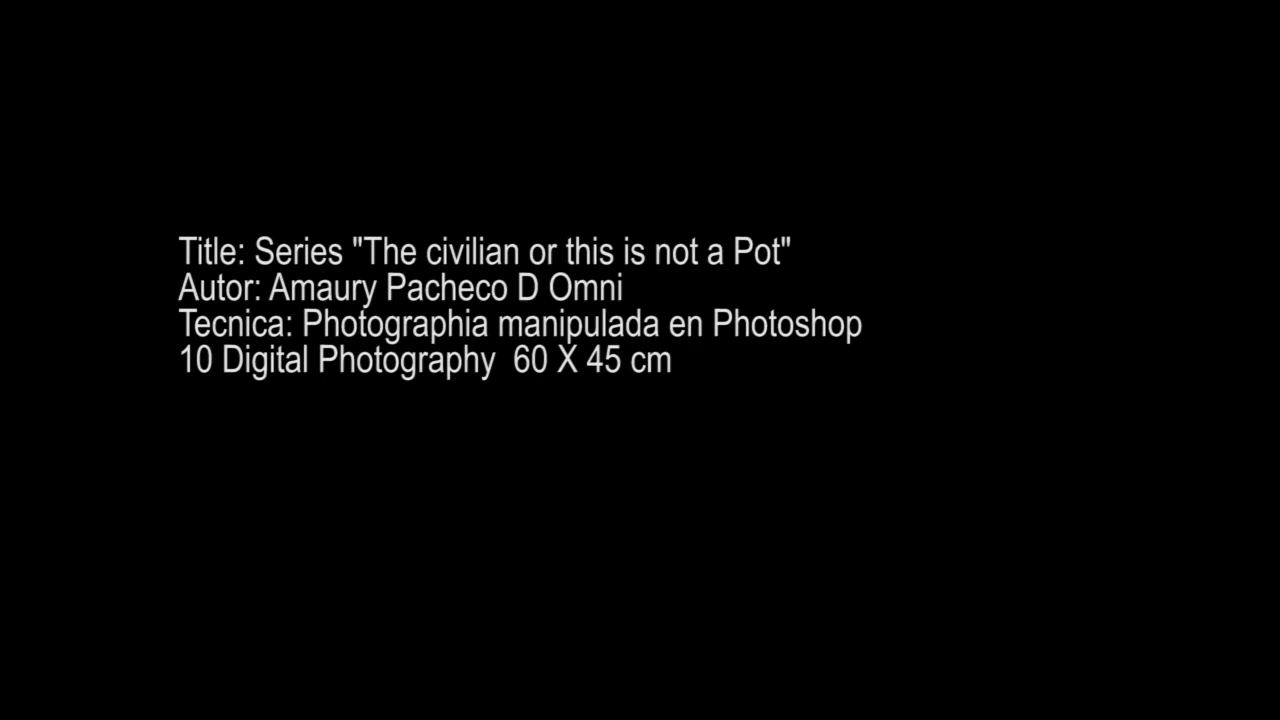 Title: Series "The civilian or this is not a Pot"
Autor: Amaury Pacheco D Omni
Tecnica: Photographia manipulada en Photoshop
10 Digital Photography  60 X 45 cm